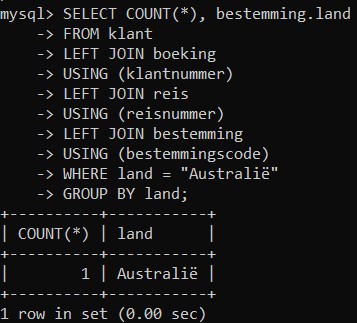 mysql> SELECT COUNT(*), bestemming.land
    -> FROM klant
    -> LEFT JOIN boeking
    -> USING (klantnummer)
    -> LEFT JOIN reis
    -> USING (reisnummer)
    -> LEFT JOIN bestemming
    -> USING (bestemmingscode)
    -> WHERE land = "Australië"
    -> GROUP BY land;
+----------+-----------+
| COUNT(*) | land      |
+----------+-----------+
|        1 | Australië |
+----------+-----------+
1 row in set (0.00 sec)